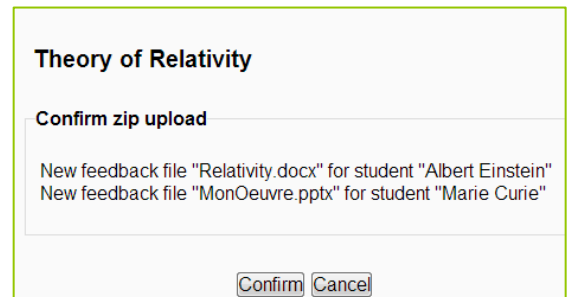 Theory of Relativity
Confirm zip upload
New feedback file "Relativity.docx" for student "Albert Einstein"
New feedback file "MonOeuvre.pptx" for student "Marie Curie"
Confirm Cancel